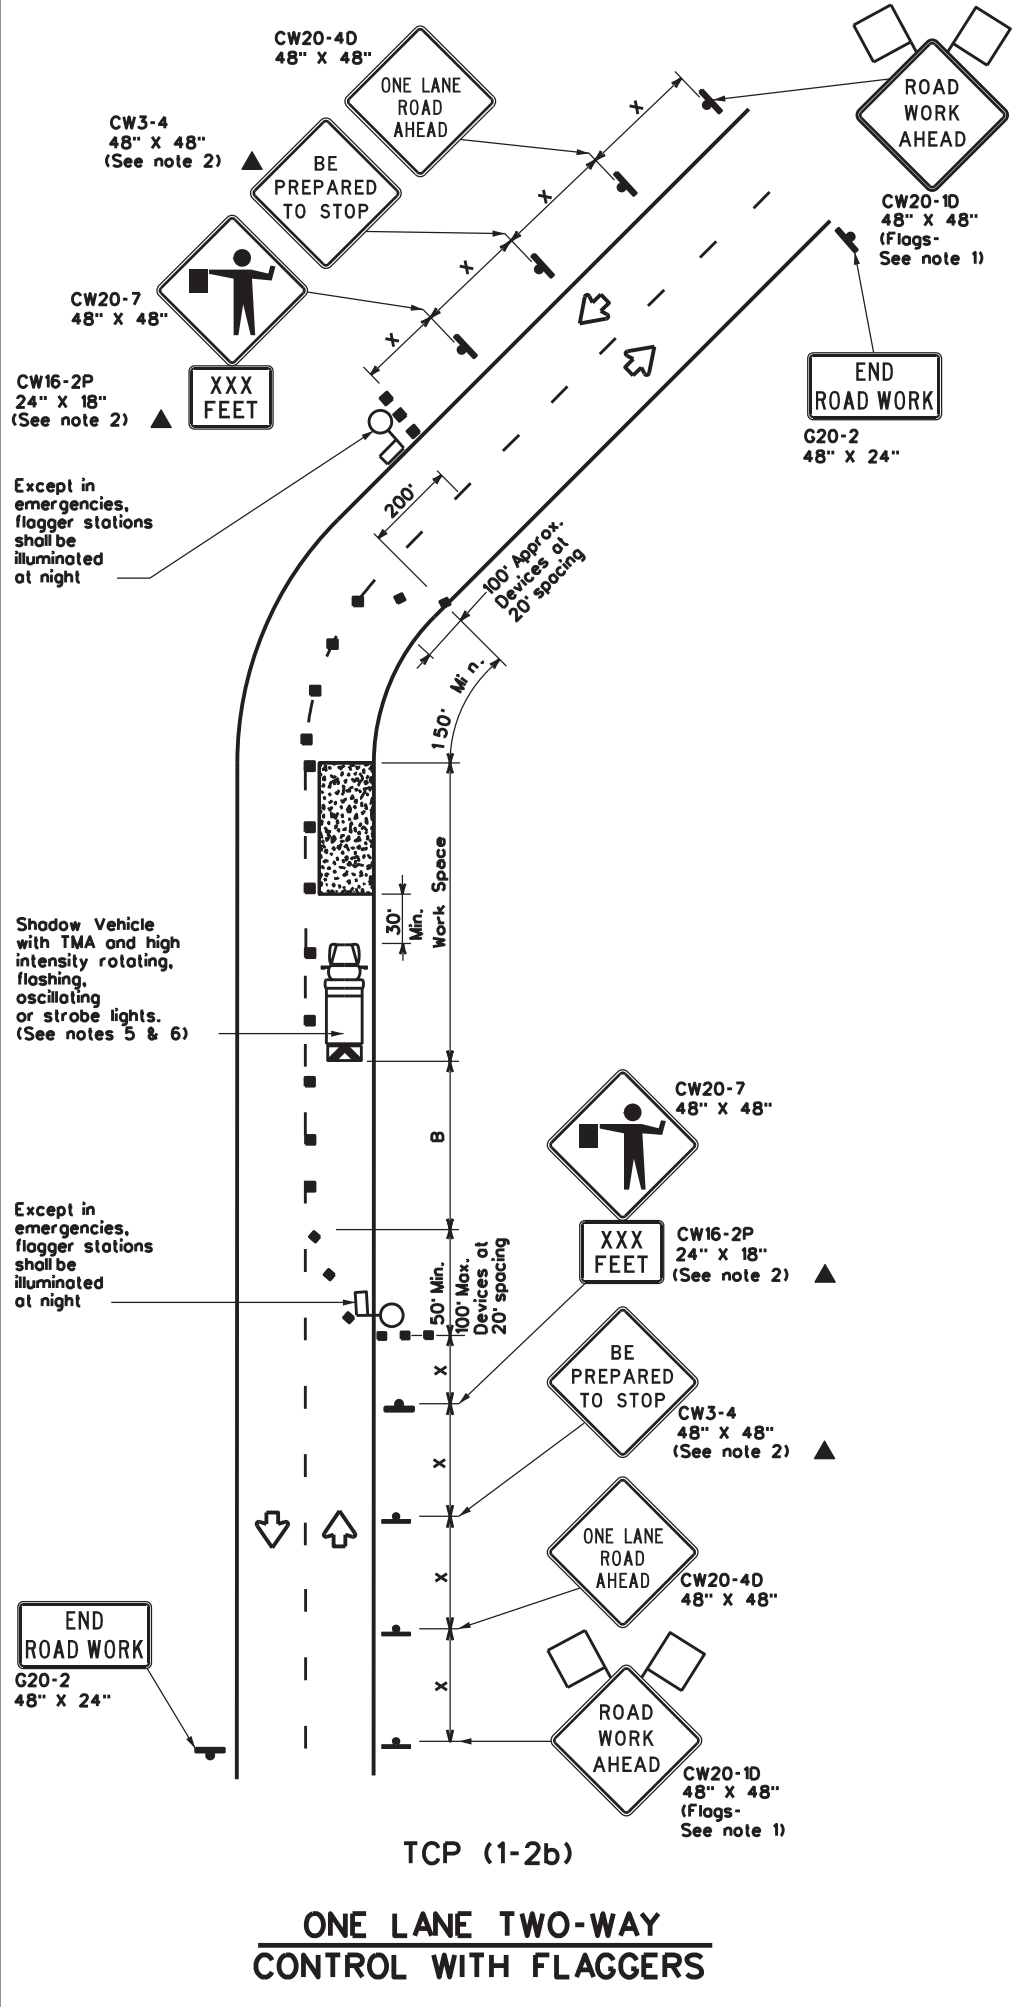 CW20-4D
48" X 48"
ONE LANE
ROAD
AHEAD
ROAD
WORK
AHEAD
CW20-1D
48" X 48"
(Flags-
See note 1)
CW3-4
48" X 48"
(See note 2)
BE
PREPARED
TO STOP
CW20-7
48" X 48"
CW16-2P
24" X 18"
(See note 2)
XXX
FEET
X
X
X
X
END
ROAD WORK
G20-2
48" X 24"
Except in
emergencies,
flagger stations
shall be
illuminated
at night
200'
100' Approx.
Devices at
20' spacing
150' Min.
Work Space
30'
Min.
Shadow Vehicle
with TMA and high
intensity rotating,
flashing,
oscillating
or strobe lights.
(See notes 5 & 6)
B
CW20-7
48" X 48"
XXX
FEET
CW16-2P
24" X 18"
(See note 2)
Except in
emergencies,
flagger stations
shall be
illuminated
at night
50' Min.
100' Max.
Devices at
20' spacing
X
X
X
X
BE
PREPARED
TO STOP
CW3-4
48" X 48"
(See note 2)
ONE LANE
ROAD
AHEAD
CW20-4D
48" X 48"
END
ROAD WORK
G20-2
48" X 24"
ROAD
WORK
AHEAD
CW20-1D
48" X 48"
(Flags-
See note 1)
TCP (1-2b)
ONE LANE TWO-WAY
CONTROL WITH FLAGGERS